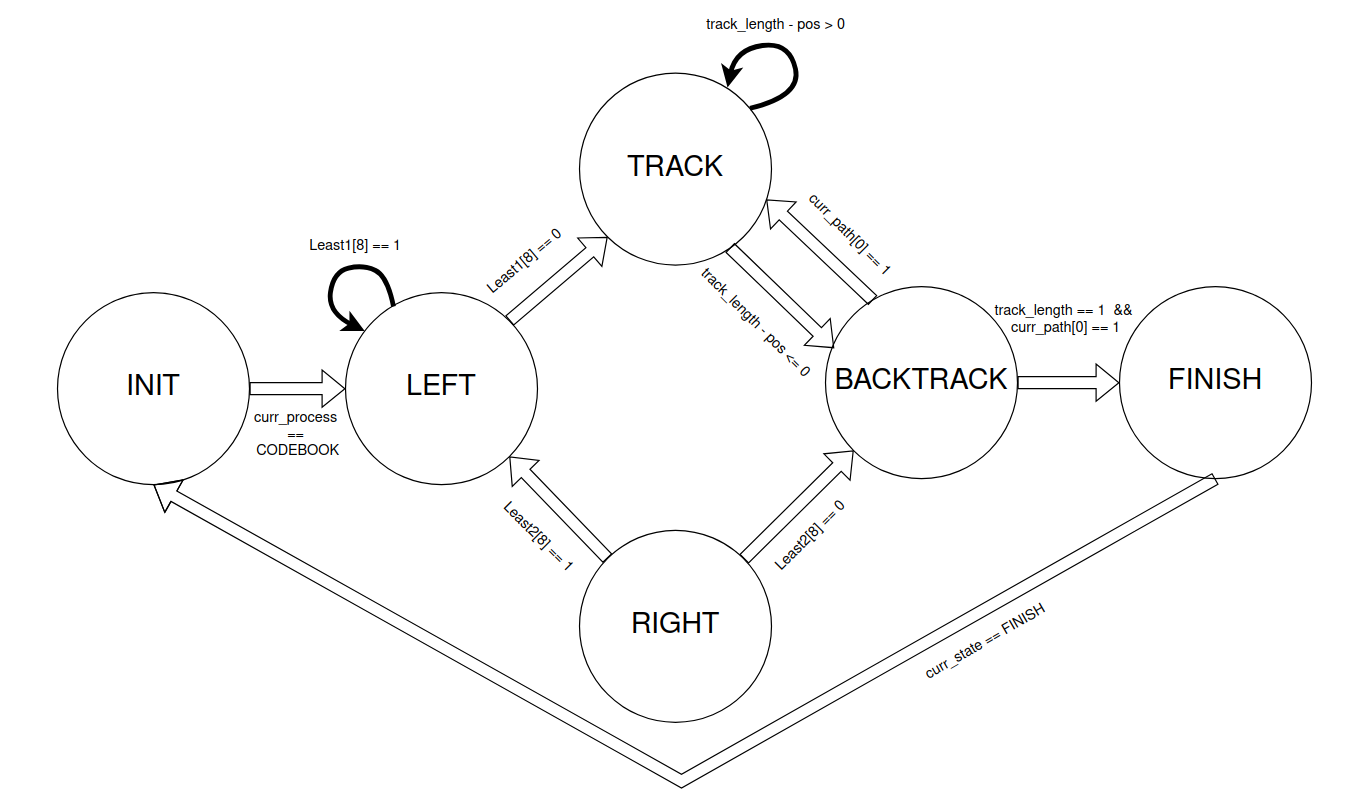 track_length - pos > 0
TRACK
curr_path[0] == 1
Least1[8] == 0
Least1[8] == 1
track_length - pos <= 0
track_length == 1  &&
curr_path[0] == 1
INIT
LEFT
BACKTRACK
FINISH
curr_process
==
CODEBOOK
Least2[8] == 1
Least2[8] == 0
RIGHT
curr_state == FINISH